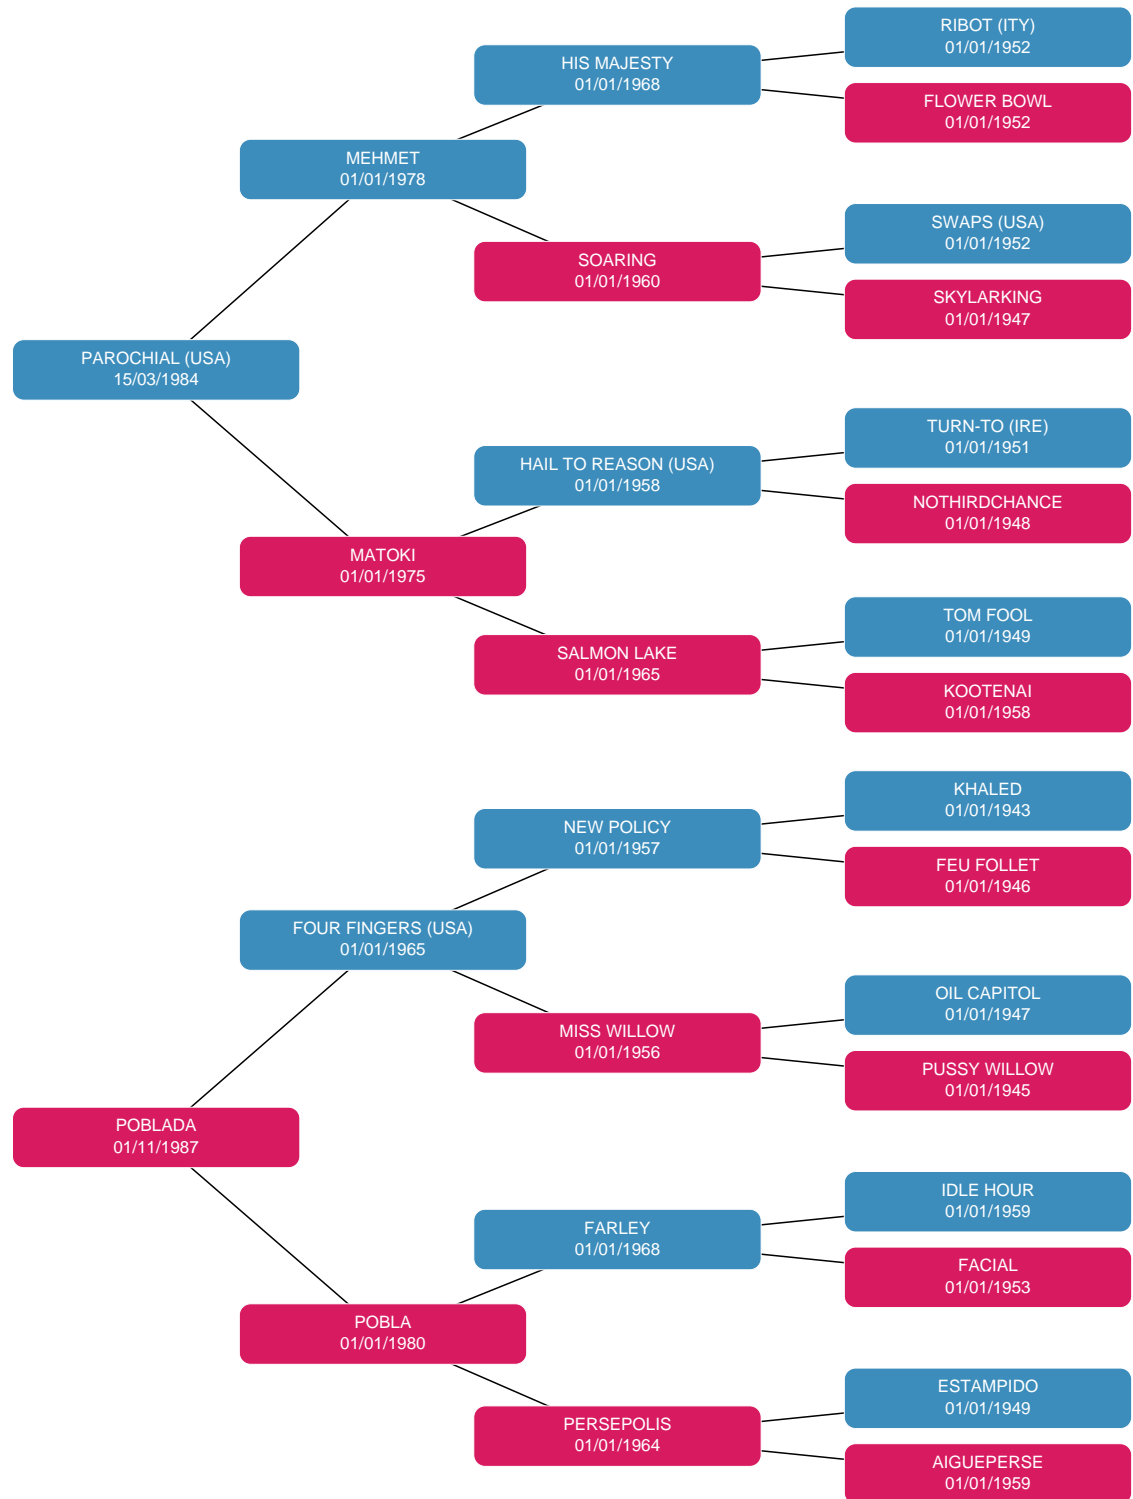 RIBOT (ITY)
01/01/1952
HIS MAJESTY
01/01/1968
FLOWER BOWL
01/01/1952
MEHMET
01/01/1978
SWAPS (USA)
01/01/1952
SOARING
01/01/1960
SKYLARKING
01/01/1947
PAROCHIAL (USA)
15/03/1984
TURN-TO (IRE)
01/01/1951
HAIL TO REASON (USA)
01/01/1958
NOTHIRDCHANCE
01/01/1948
MATOKI
01/01/1975
TOM FOOL
01/01/1949
SALMON LAKE
01/01/1965
KOOTENAI
01/01/1958
KHALED
01/01/1943
NEW POLICY
01/01/1957
FEU FOLLET
01/01/1946
FOUR FINGERS (USA)
01/01/1965
OIL CAPITOL
01/01/1947
MISS WILLOW
01/01/1956
PUSSY WILLOW
01/01/1945
POBLADA
01/11/1987
IDLE HOUR
01/01/1959
FARLEY
01/01/1968
FACIAL
01/01/1953
POBLA
01/01/1980
ESTAMPIDO
01/01/1949
PERSEPOLIS
01/01/1964
AIGUEPERSE
01/01/1959